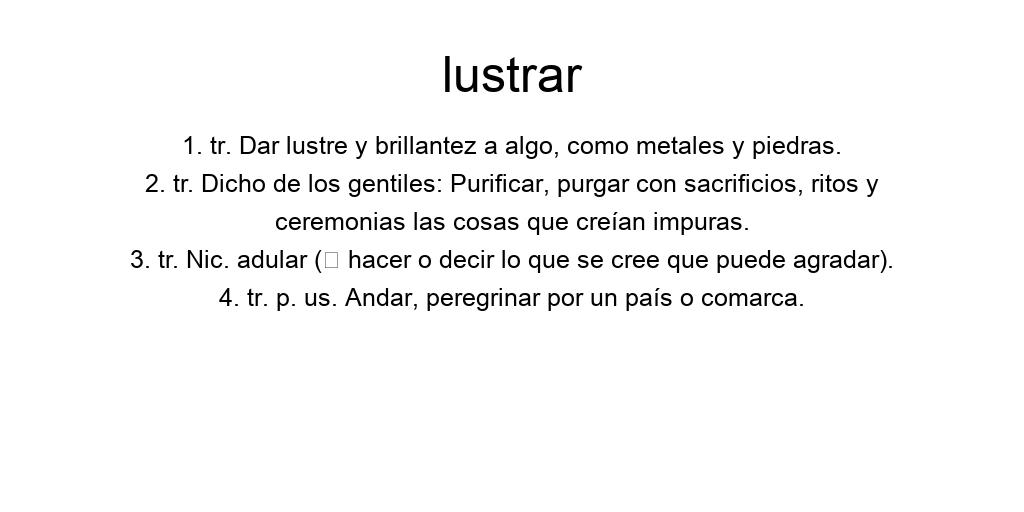 lustrar
1. tr. Dar lustre y brillantez a algo, como metales y piedras.
2. tr. Dicho de los gentiles: Purificar, purgar con sacrificios, ritos y
ceremonias las cosas que creían impuras.
3. tr. Nic. adular (□ hacer o decir lo que se cree que puede agradar).
4. tr. p. us. Andar, peregrinar por un país o comarca.